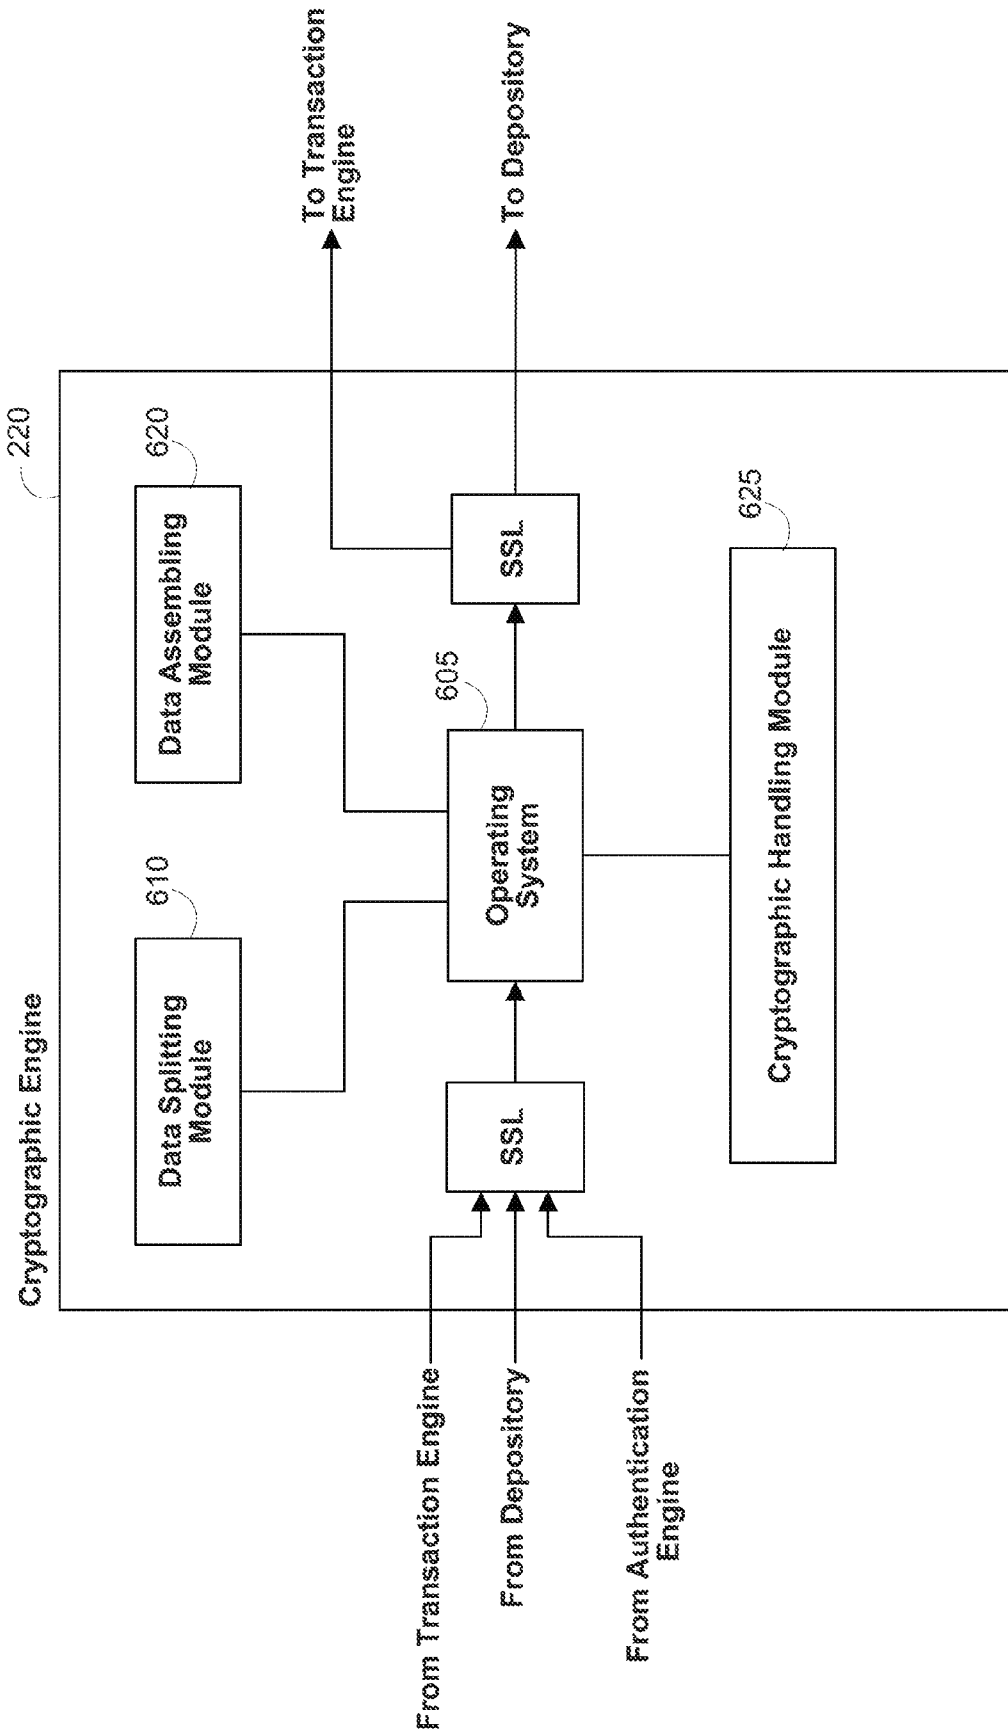 Cryptographic Engine
220
Data Splitting
Module
610
Data Assembling
Module
620
To Transaction
Engine
From Transaction Engine
From Depository
From Authentication
Engine
SSL
Operating
System
605
SSL
To Depository
Cryptographic Handling Module
625